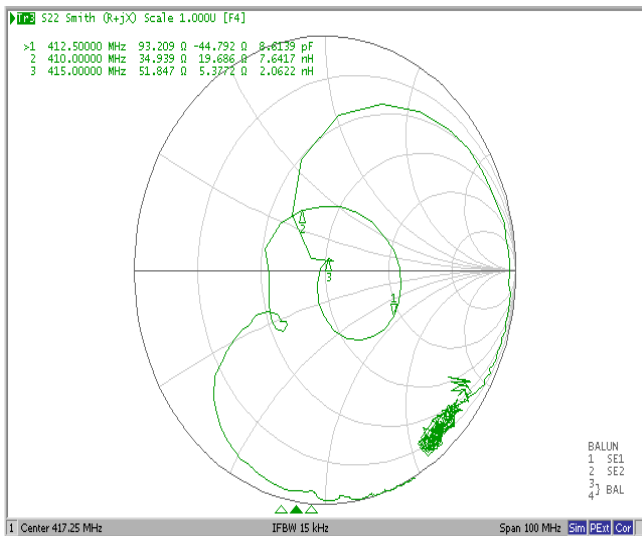 Tr3 S22 Smith (R+jX) Scale 1.000U [F4]
>1 412.50000 MHz 93.209 Ω -44.792 Ω 8.6139 pF
2 410.00000 MHz 34.939 Ω 19.686 Ω 7.6417 nH
3 415.00000 MHz 51.847 Ω 5.3772 Ω 2.0622 nH
2
3
1
BALUN
1 SE1
2 SE2
3
4 } BAL
1 Center 417.25 MHz IFBW 15 kHz Span 100 MHz Sim PExt Cor